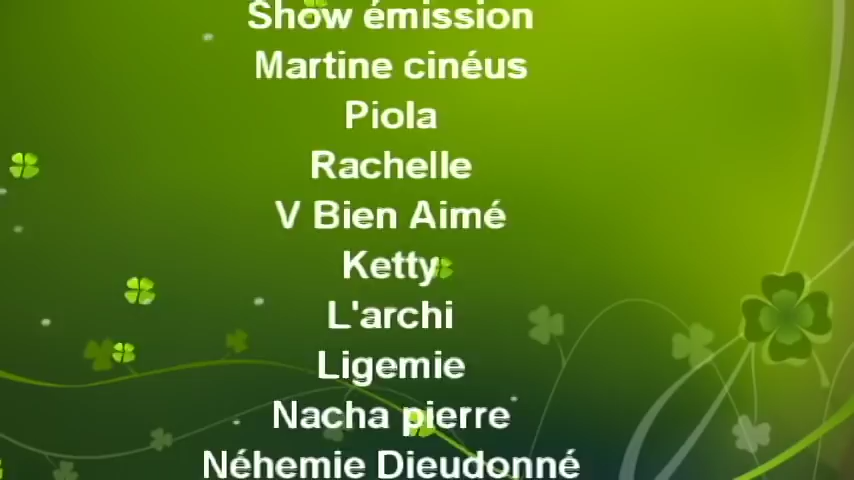 Show émission
Martine cinéus
Piola
Rachelle
V Bien Aimé
Ketty
L'archi
Ligemie
Nacha pierre
Néhemie Dieudonné